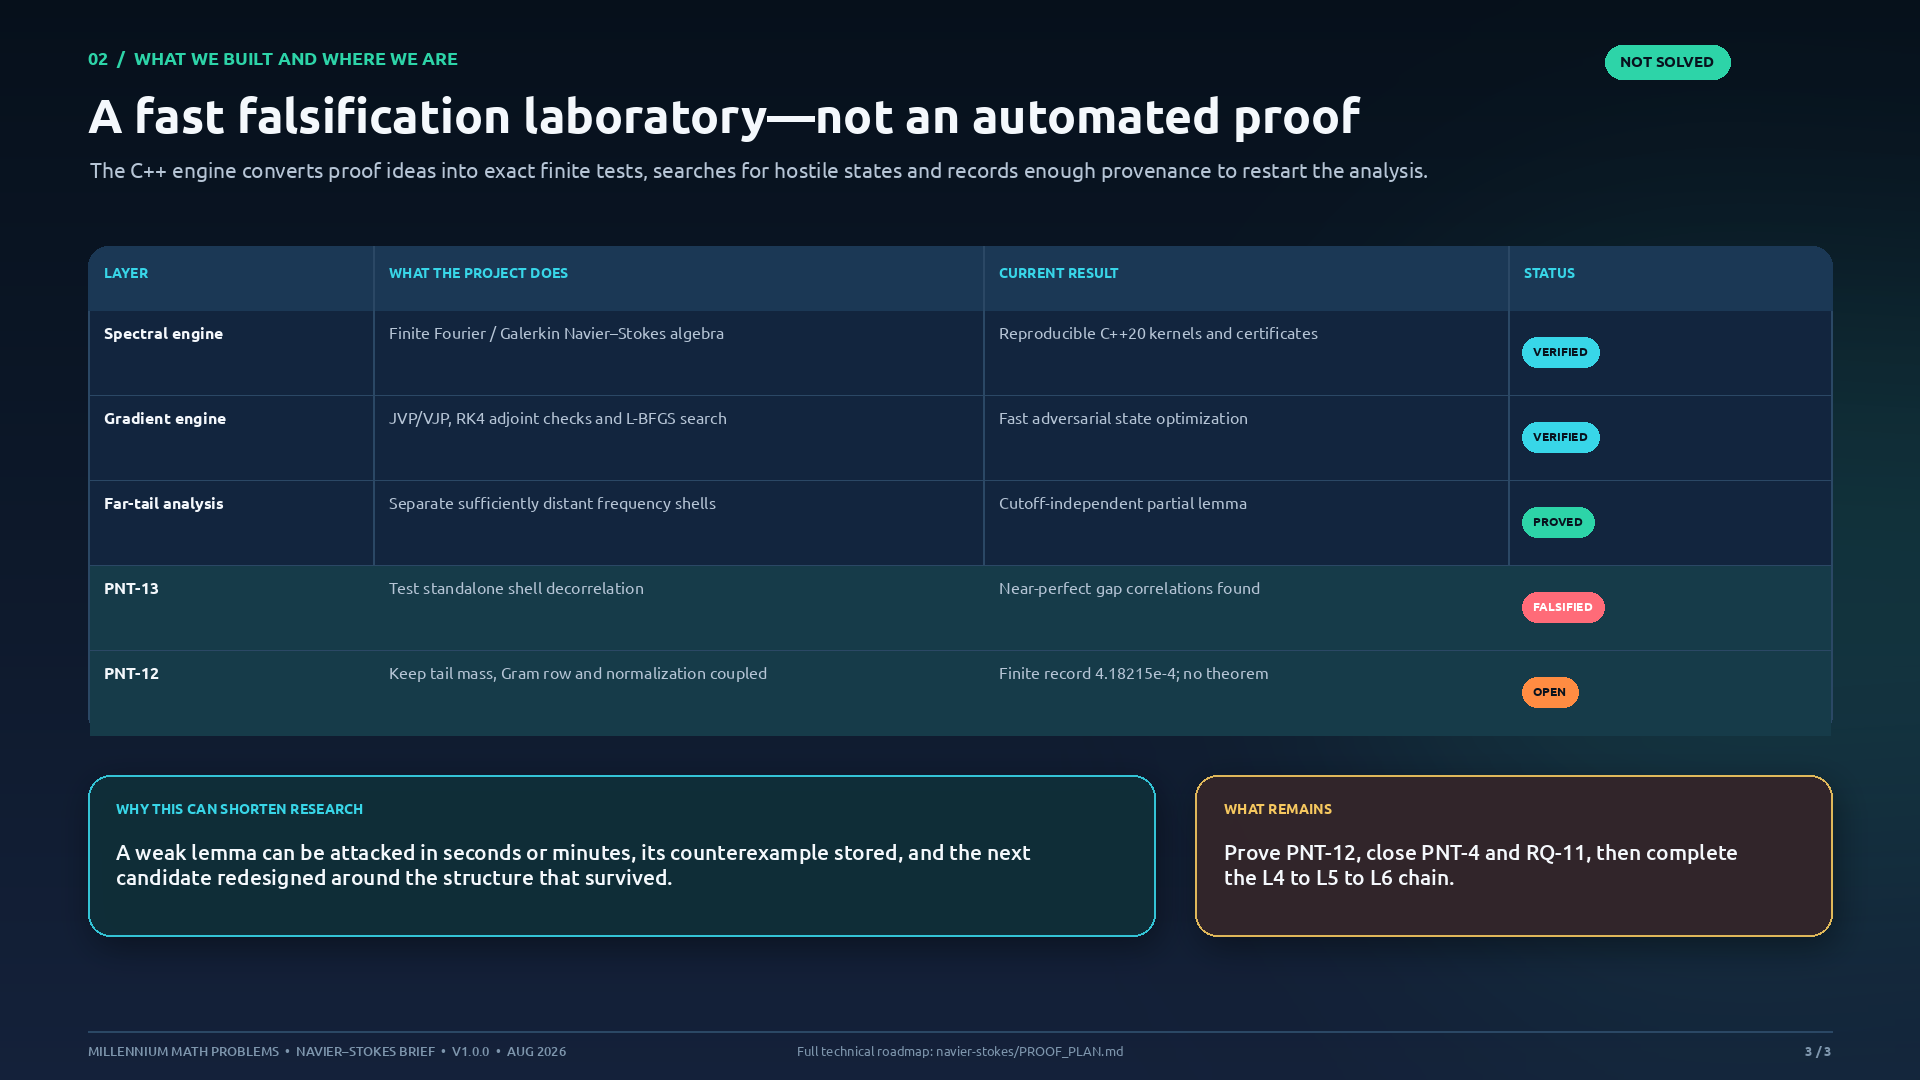 02 / WHAT WE BUILT AND WHERE WE ARE
NOT SOLVED
A fast falsification laboratory—not an automated proof
The C++ engine converts proof ideas into exact finite tests, searches for hostile states and records enough provenance to restart the analysis.
LAYER
WHAT THE PROJECT DOES
CURRENT RESULT
STATUS
Spectral engine
Finite Fourier / Galerkin Navier–Stokes algebra
Reproducible C++20 kernels and certificates
VERIFIED
Gradient engine
JVP/VJP, RK4 adjoint checks and L-BFGS search
Fast adversarial state optimization
VERIFIED
Far-tail analysis
Separate sufficiently distant frequency shells
Cutoff-independent partial lemma
PROVED
PNT-13
Test standalone shell decorrelation
Near-perfect gap correlations found
FALSIFIED
PNT-12
Keep tail mass, Gram row and normalization coupled
Finite record 4.18215e-4; no theorem
OPEN
WHY THIS CAN SHORTEN RESEARCH
A weak lemma can be attacked in seconds or minutes, its counterexample stored, and the next
candidate redesigned around the structure that survived.
WHAT REMAINS
Prove PNT-12, close PNT-4 and RQ-11, then complete
the L4 to L5 to L6 chain.
MILLENNIUM MATH PROBLEMS • NAVIER–STOKES BRIEF • V1.0.0 • AUG 2026
Full technical roadmap: navier-stokes/PROOF_PLAN.md
3 / 3